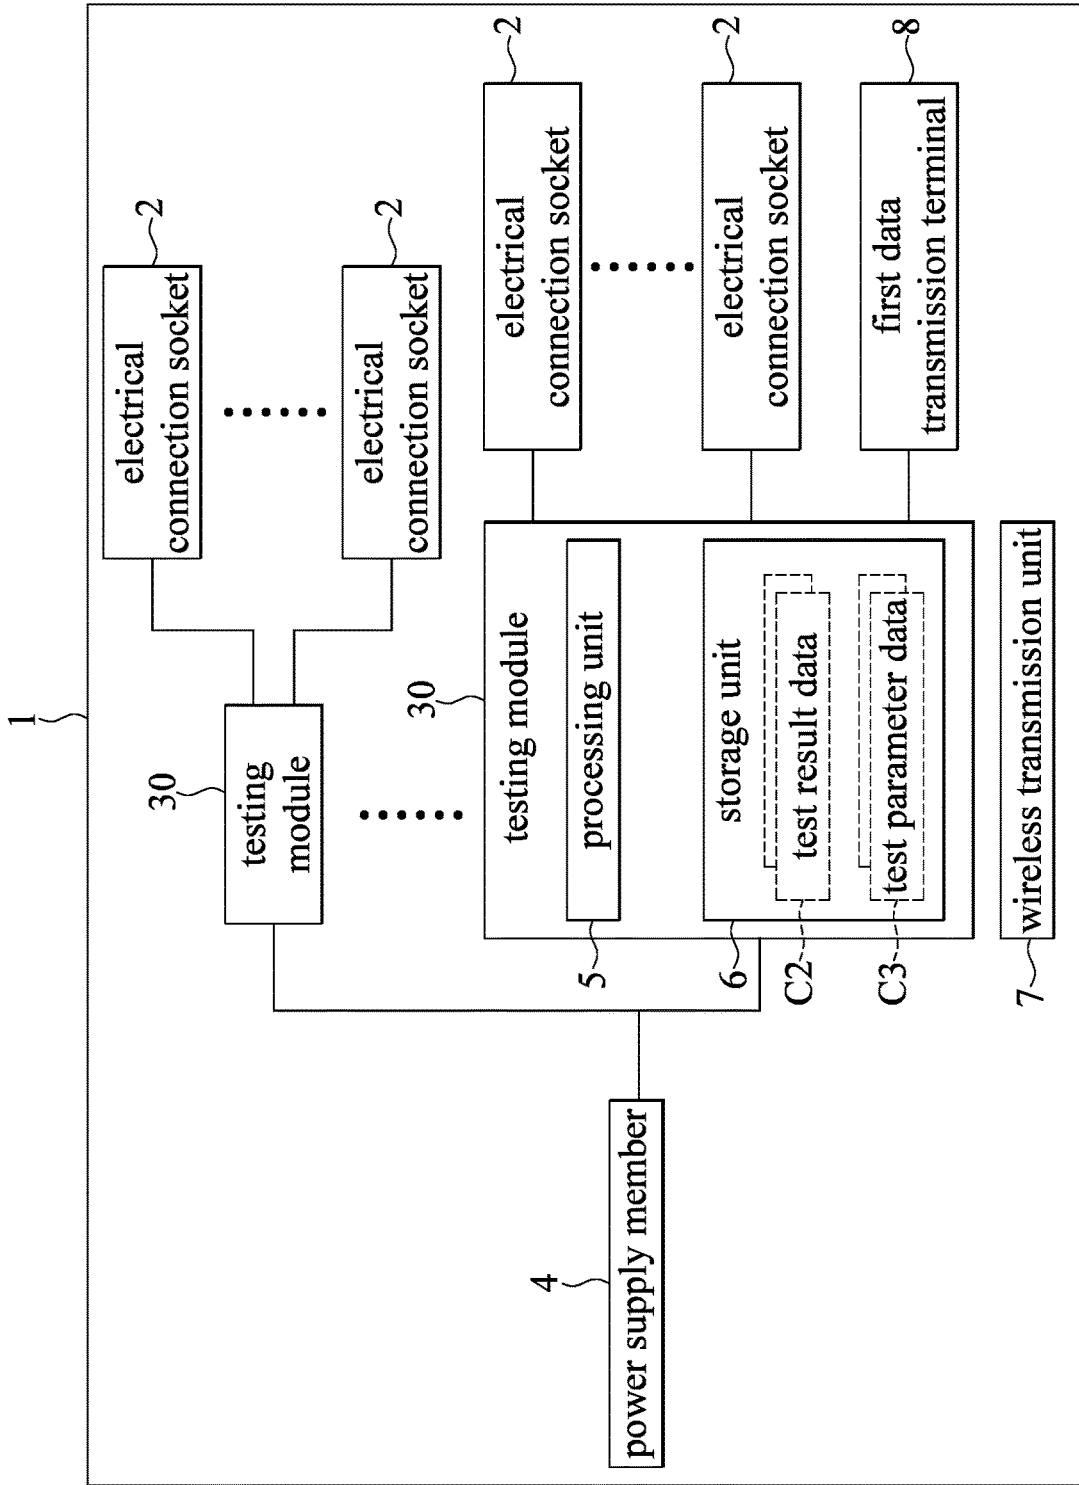 1
power supply member
4
30
testing
module
electrical
connection socket
2
electrical
connection socket
2
30
testing module
5
processing unit
6
storage unit
C2
test result data
C3
test parameter data
electrical
connection socket
2
electrical
connection socket
2
first data
transmission terminal
8
7
wireless transmission unit